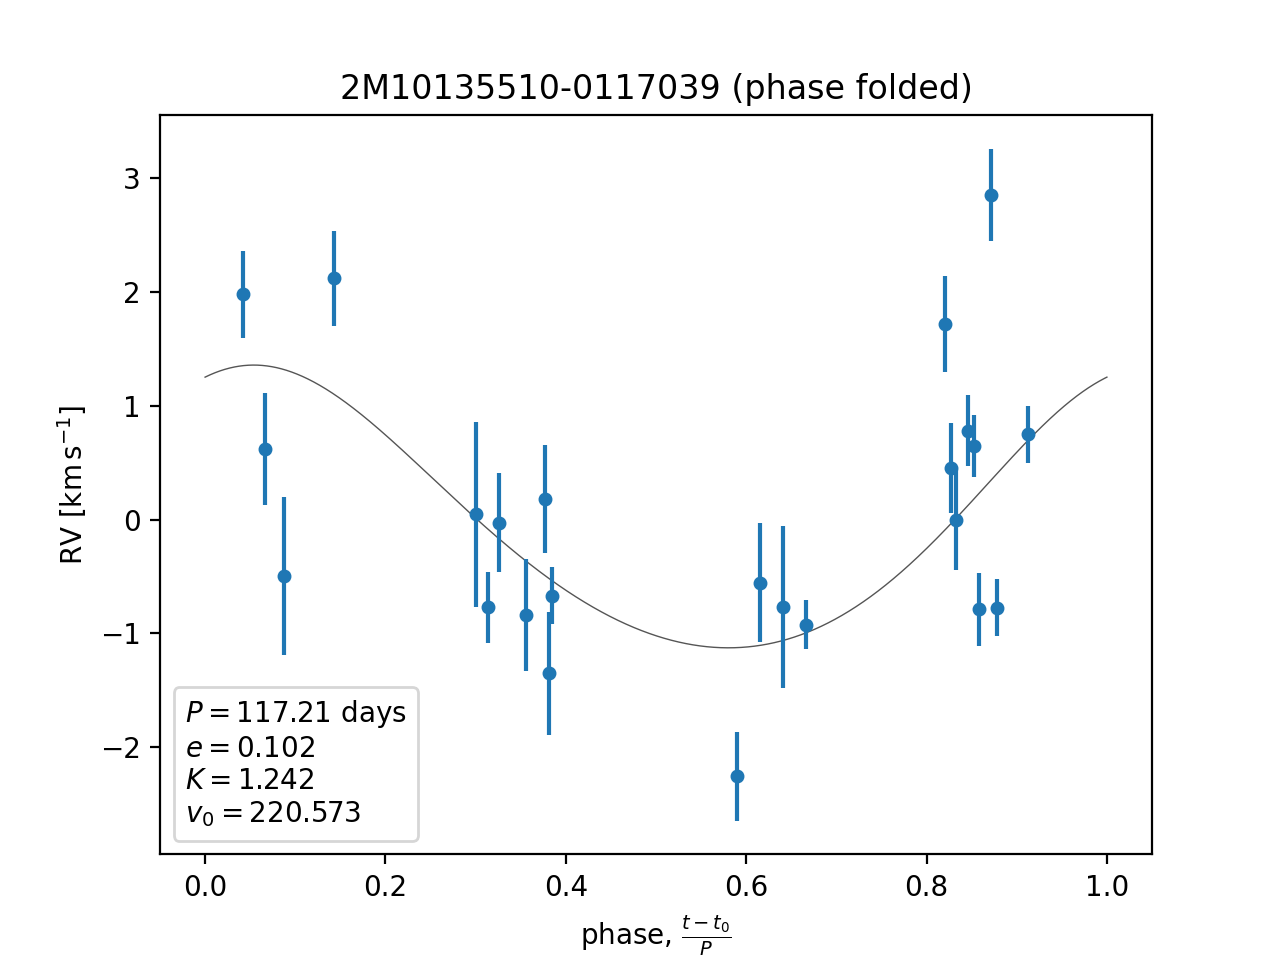 2M10135510-0117039 (phase folded)
RV [km s⁻¹]
3
2
1
0
−1
−2
P = 117.21 days
e = 0.102
K = 1.242
v₀ = 220.573
0.0 0.2 0.4 0.6 0.8 1.0
phase, (t − t₀)/P